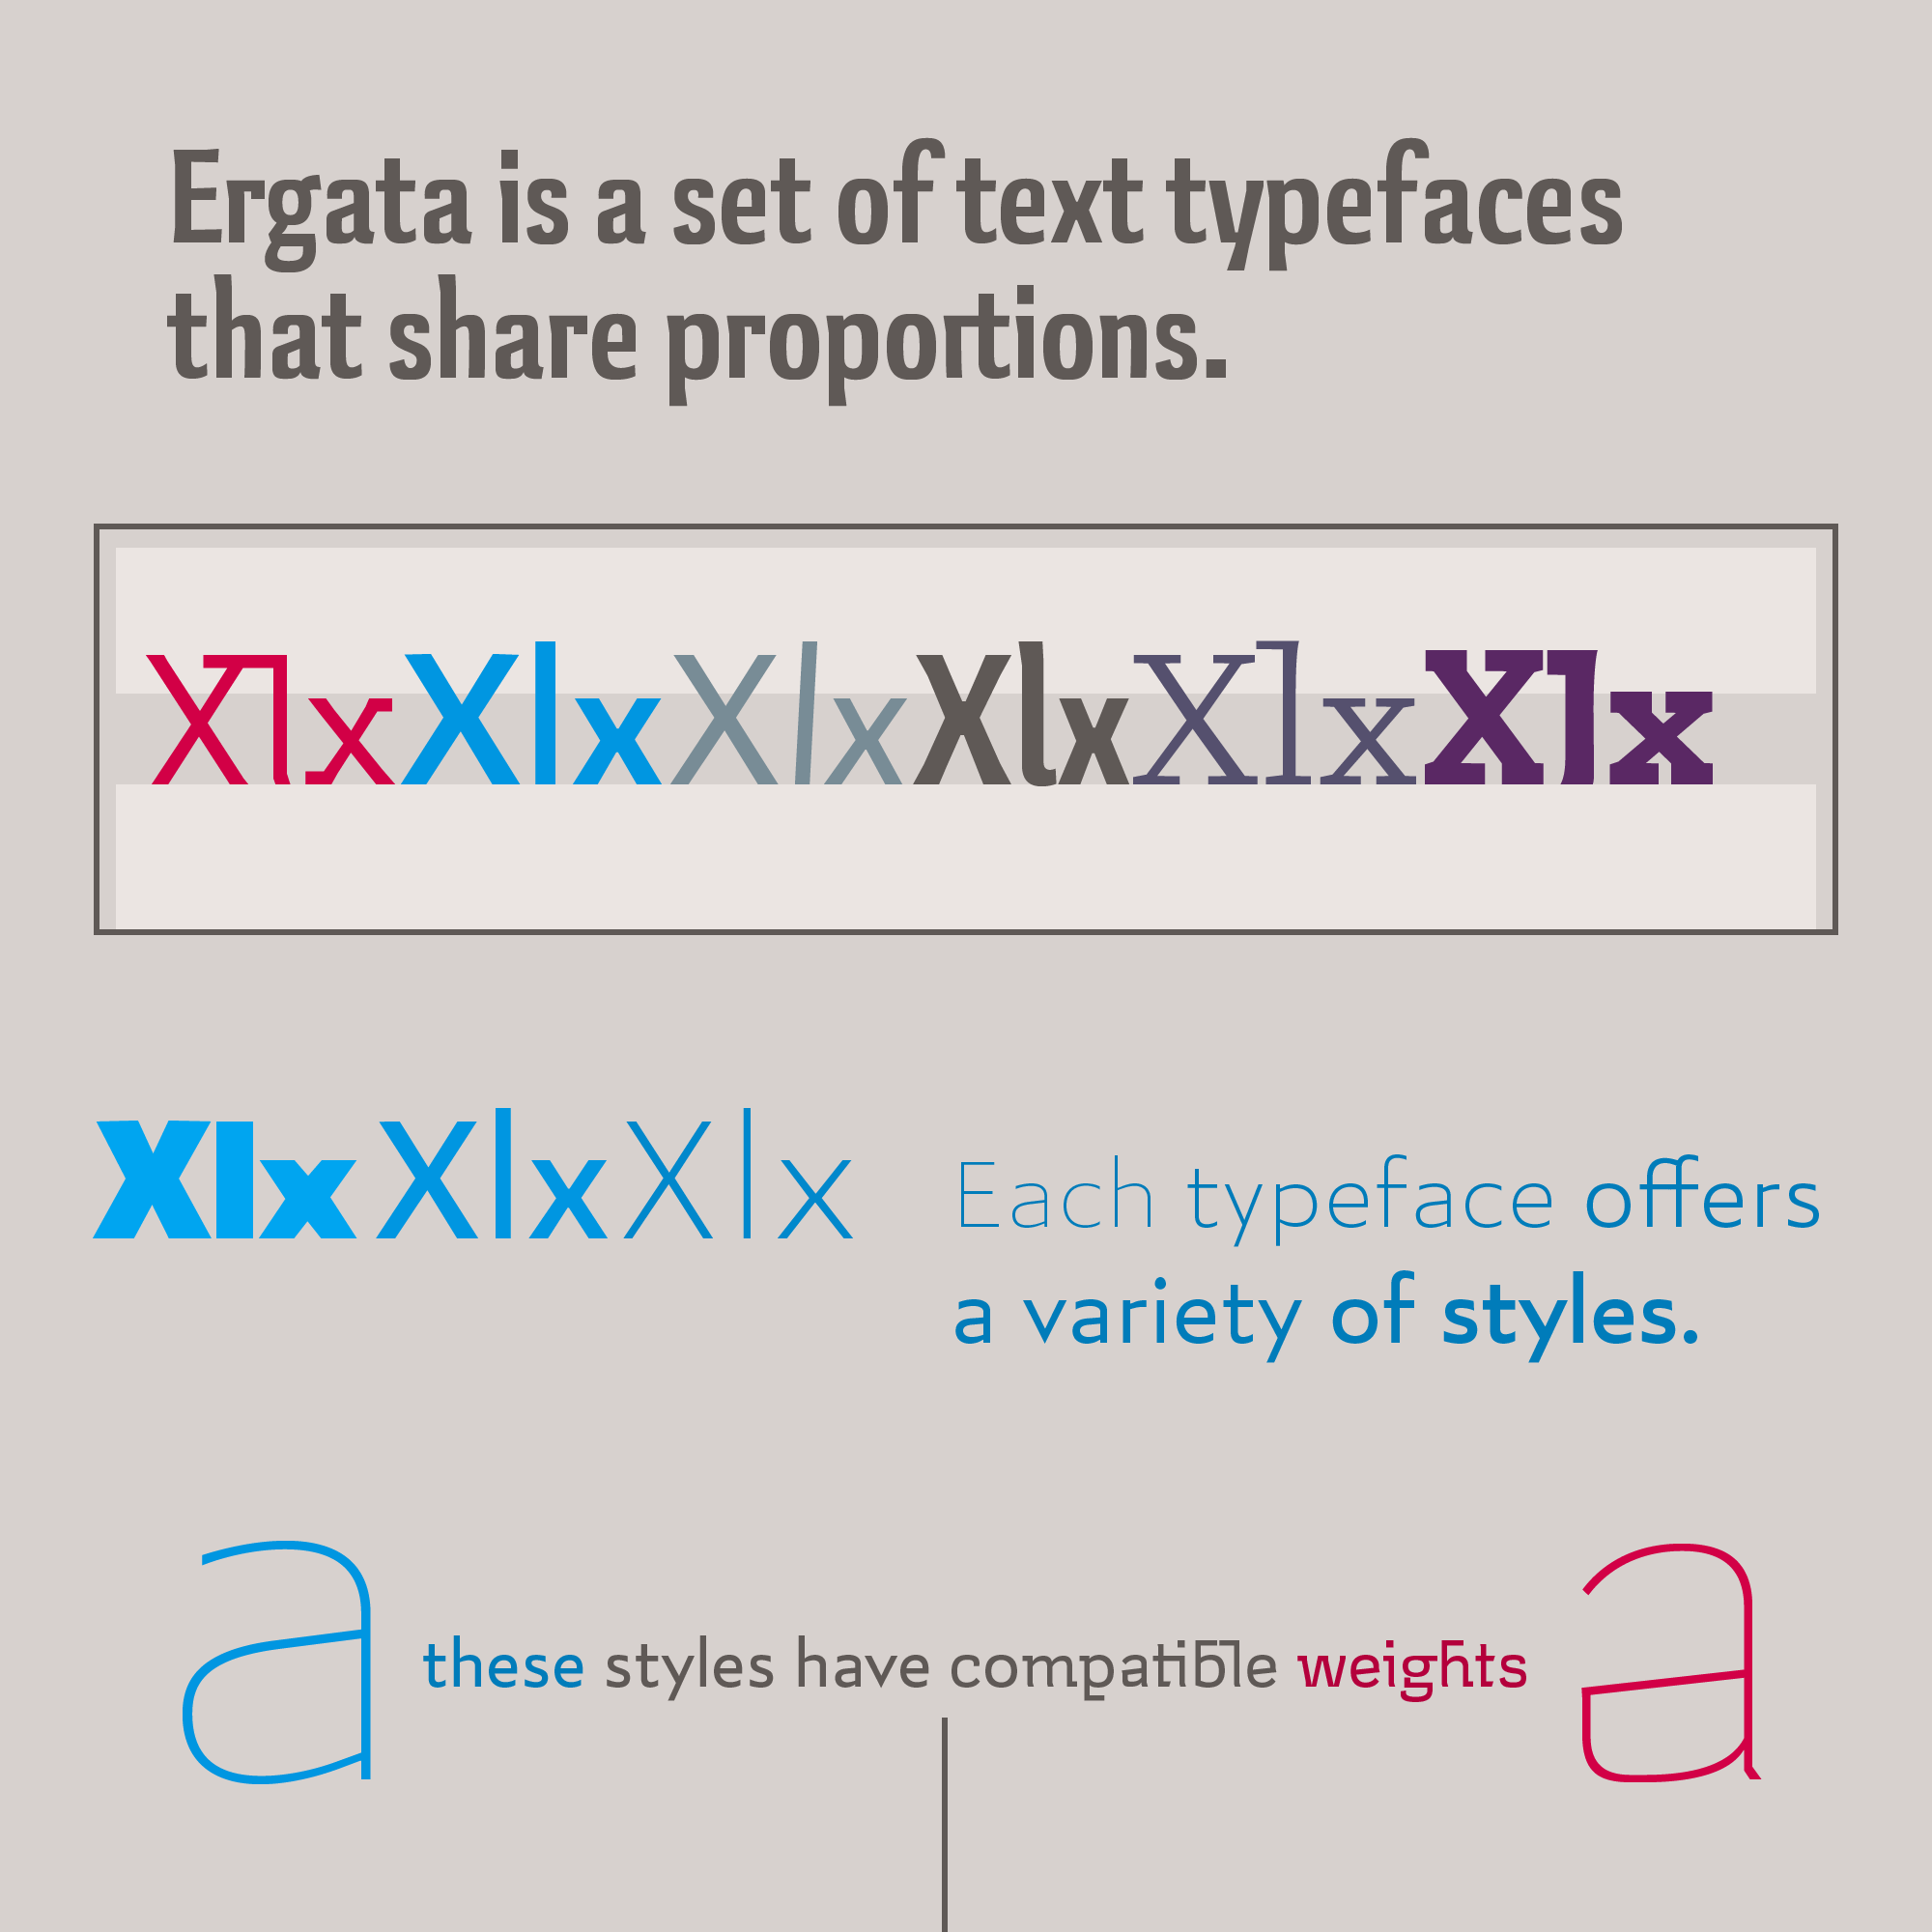 Ergata is a set of text typefaces
that share proportions.
XlxXlxXlxXlxXlxXlx
XlxXlxXlx
Each typeface offers
a variety of styles.
a these styles have compatible weights a